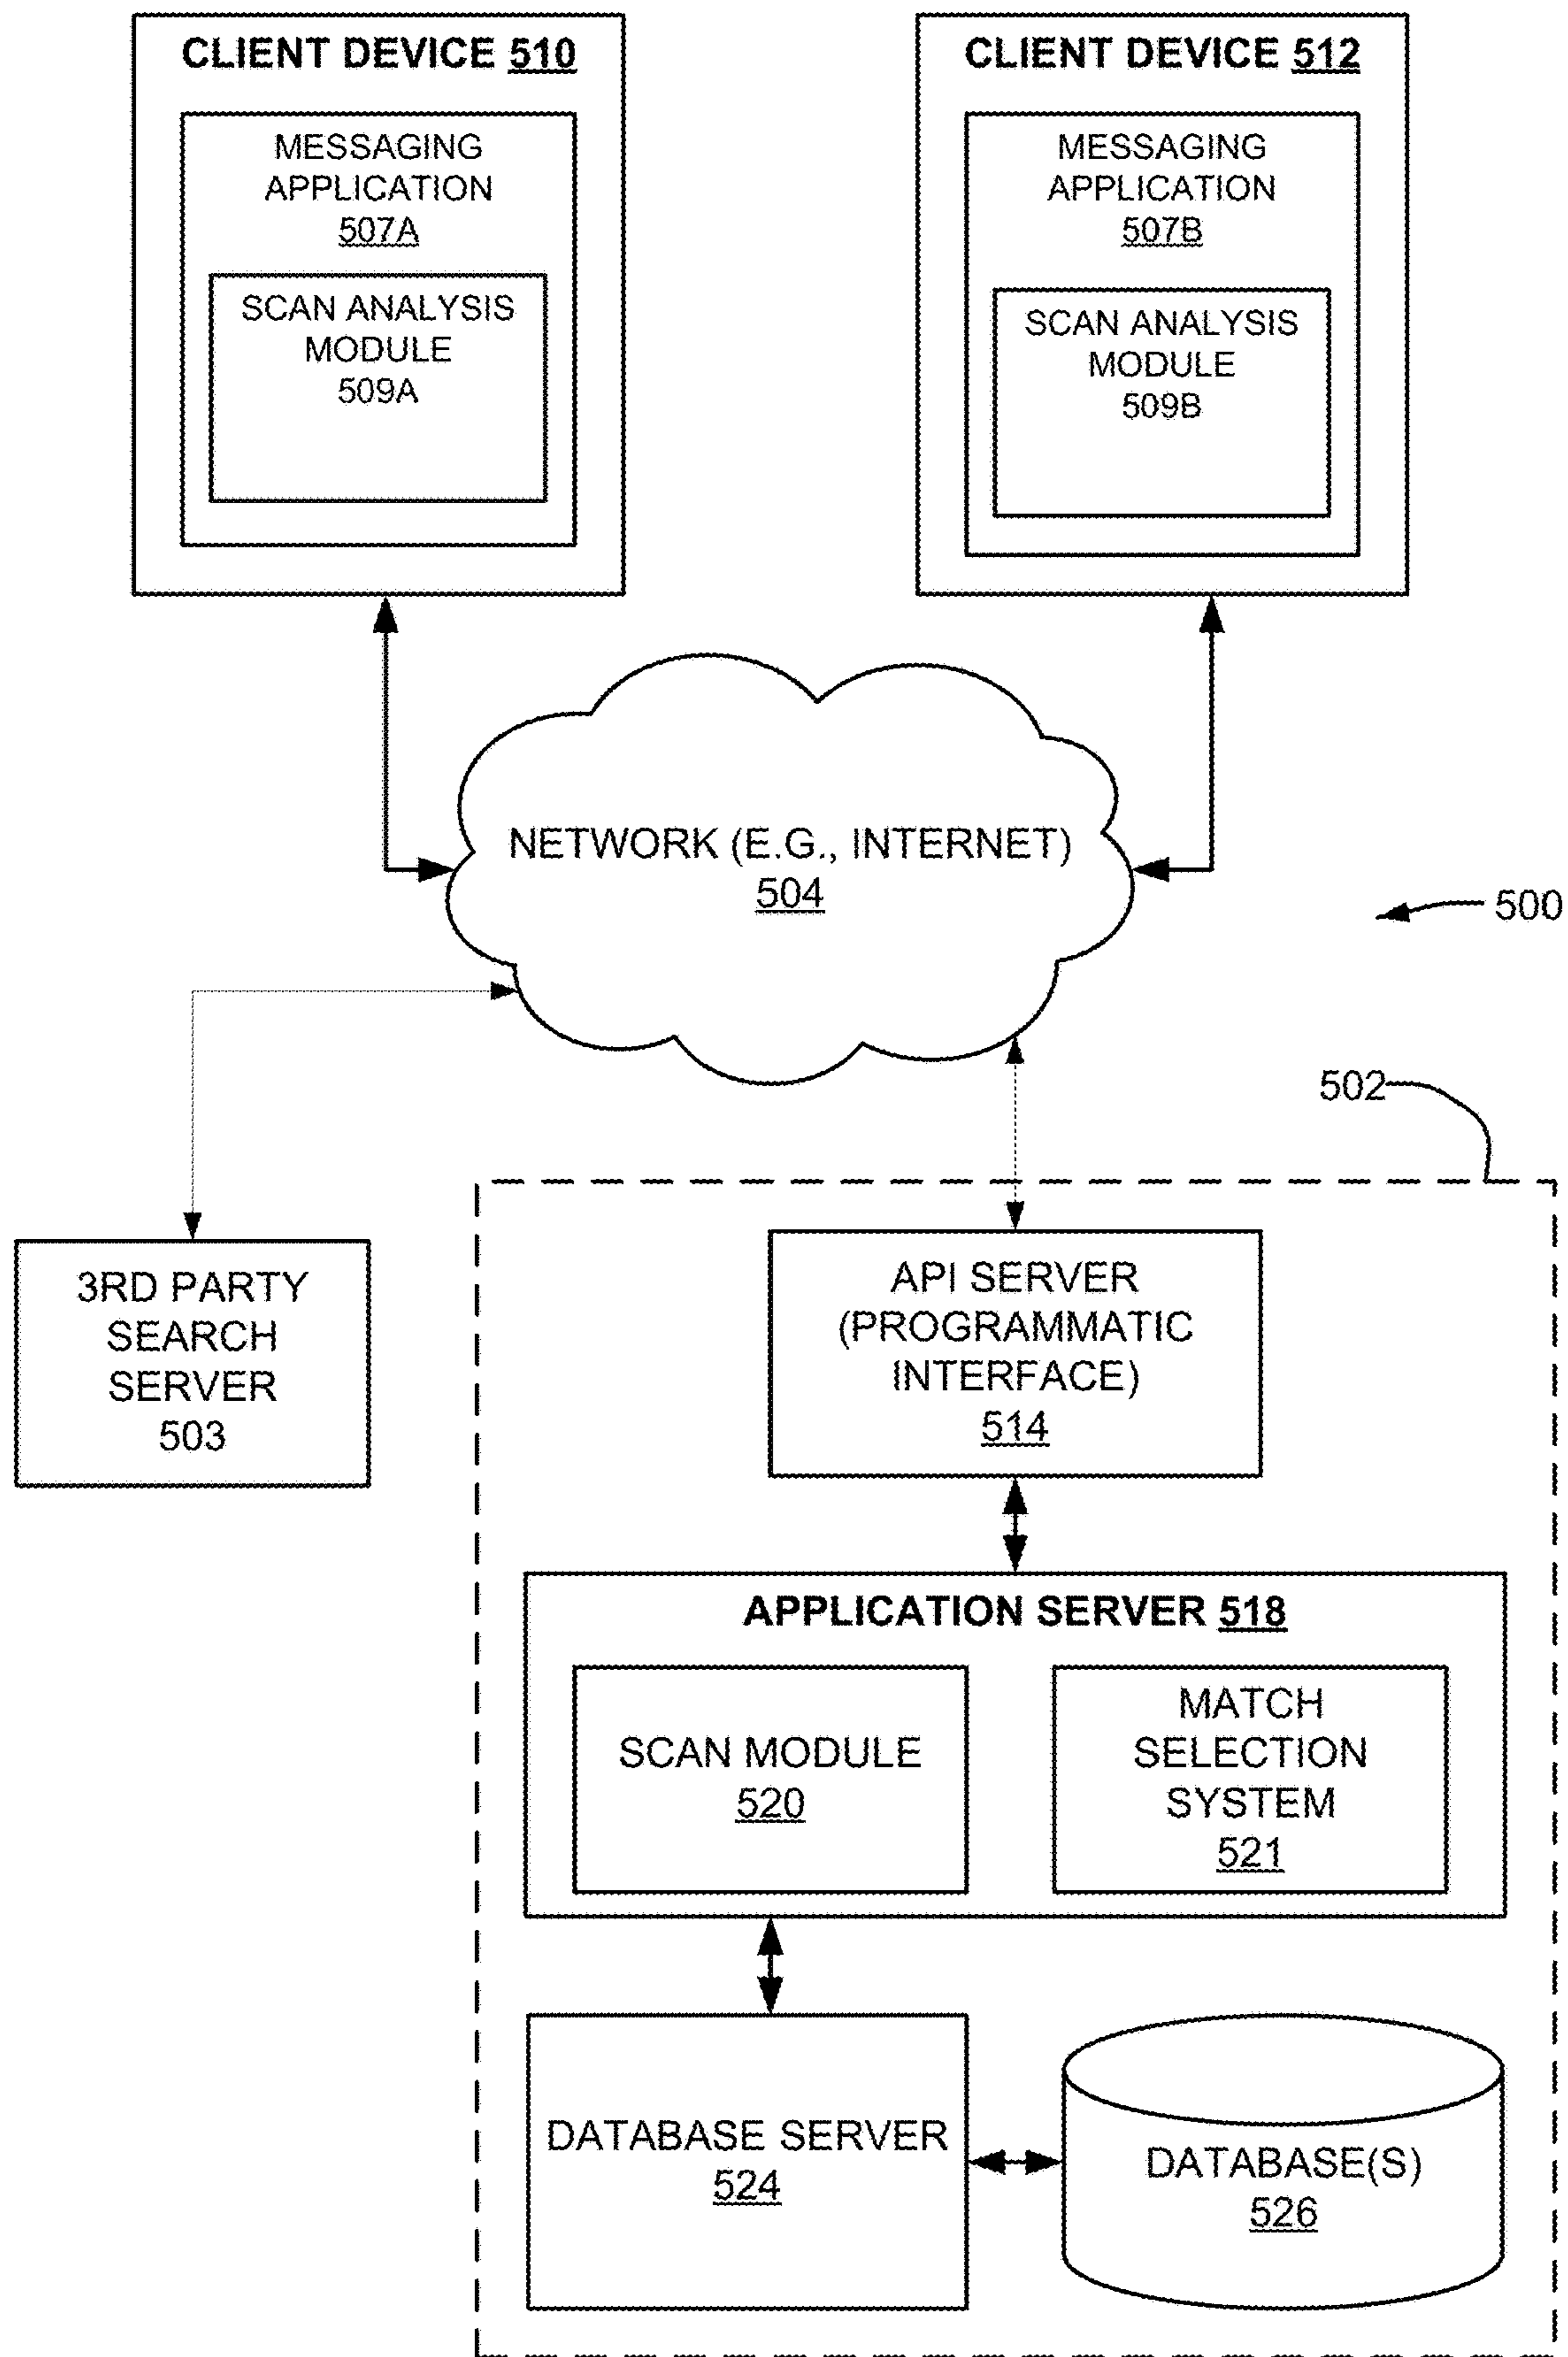 CLIENT DEVICE 510
MESSAGING
APPLICATION
507A
SCAN ANALYSIS
MODULE
509A
CLIENT DEVICE 512
MESSAGING
APPLICATION
507B
SCAN ANALYSIS
MODULE
509B
NETWORK (E.G., INTERNET)
504
500
502
3RD PARTY
SEARCH
SERVER
503
API SERVER
(PROGRAMMATIC
INTERFACE)
514
APPLICATION SERVER 518
SCAN MODULE
520
MATCH
SELECTION
SYSTEM
521
DATABASE SERVER
524
DATABASE(S)
526